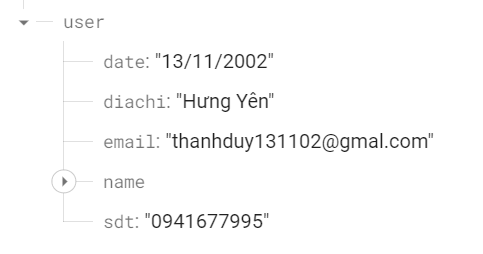 user
date: "13/11/2002"
diachi: "Hưng Yên"
email: "thanhduy131102@gmal.com"
name
sdt: "0941677995"